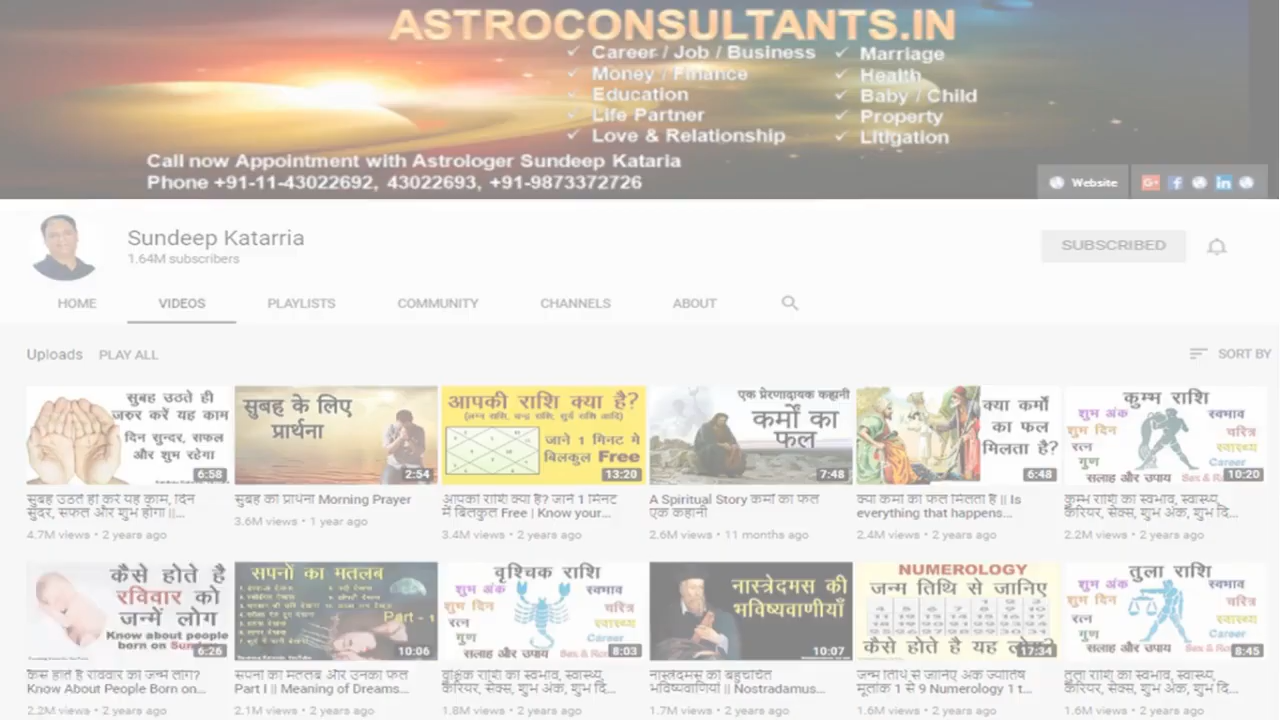 ASTROCONSULTANTS.IN
✓ Career / Job / Business ✓ Marriage
✓ Money / Finance ✓ Health
✓ Education ✓ Baby / Child
✓ Life Partner ✓ Property
✓ Love & Relationship ✓ Litigation
Call now Appointment with Astrologer Sundeep Kataria
Phone +91-11-43022692, 43022693, +91-9873372726
Website
Sundeep Katarria
1.64M subscribers
SUBSCRIBED
HOME VIDEOS PLAYLISTS COMMUNITY CHANNELS ABOUT
Uploads PLAY ALL
SORT BY
सुबह उठते ही
जरुर करें यह काम
दिन सुन्दर, सफल
और शुभ रहेगा
6:58
सुबह उठते ही करें यह काम, दिन
सुंदर, सफल और शुभ होगा ||...
4.7M views • 2 years ago
सुबह के लिए
प्रार्थना
2:54
सुबह की प्रार्थना Morning Prayer
3.6M views • 1 year ago
आपकी राशि क्या है?
(लग्न राशि, चन्द्र राशि, सुर्य राशि आदि)
जाने 1 मिनट मे
बिलकुल Free
13:20
आपकी राशि क्या है? जाने 1 मिनट
में बिलकुल Free | Know your...
3.4M views • 2 years ago
एक प्रेरणादायक कहानी
कर्मों का
फल
7:48
A Spiritual Story कर्मों का फल
एक कहानी
2.6M views • 11 months ago
क्या कर्मो
का फल
मिलता है?
6:48
क्या कर्मों का फल मिलता है || Is
everything that happens...
2.4M views • 2 years ago
कुम्भ राशि
शुभ अंक स्वभाव
शुभ दिन चरित्र
रत्न स्वास्थ्य
गुण Career
सलाह और उपाय
10:20
कुम्भ राशि का स्वभाव, स्वास्थ्य,
करियर, सेक्स, शुभ अंक, शुभ दि...
2.2M views • 2 years ago
कैसे होते है
रविवार को
जन्में लोग
Know about people
born on
6:26
कैसे होते है रविवार को जन्में लोग?
Know About People Born on...
2.2M views • 2 years ago
सपनों का मतलब
Part - 1
10:06
सपनों का मतलब और उनका फल
Part I || Meaning of Dreams...
2.1M views • 2 years ago
वृश्चिक राशि
शुभ अंक स्वभाव
शुभ दिन चरित्र
रत्न स्वास्थ्य
गुण Career
सलाह और उपाय
8:03
वृश्चिक राशि का स्वभाव, स्वास्थ्य,
करियर, सेक्स, शुभ अंक, शुभ दि...
1.8M views • 2 years ago
नास्त्रेदमस की
भविष्यवाणीयाँ
10:07
नास्त्रेदमस की बहुचर्चित
भविष्यवाणियां || Nostradamus...
1.7M views • 2 years ago
NUMEROLOGY
जन्म तिथि से जानिए
कैसे होते है यह
17:34
जन्म तिथि से जानिए अंक ज्योतिष
मूलांक 1 से 9 Numerology 1 t...
1.6M views • 2 years ago
तुला राशि
शुभ अंक स्वभाव
शुभ दिन चरित्र
रत्न स्वास्थ्य
गुण Career
सलाह और उपाय
8:45
तुला राशि का स्वभाव, स्वास्थ्य,
करियर, सेक्स, शुभ अंक, शुभ दि...
1.6M views • 2 years ago